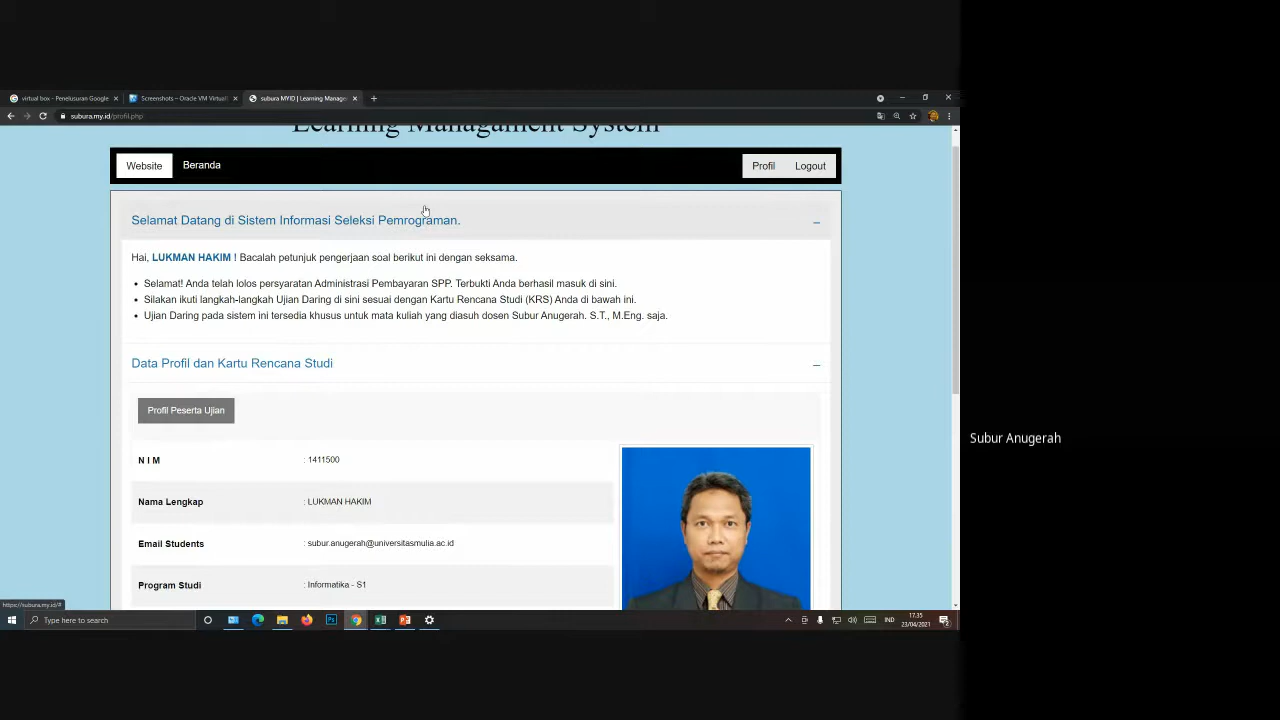 virtual box - Penelusuran Google
Screenshots – Oracle VM Virtual
subura MYID | Learning Manage
subura.my.id/profil.php
Learning Managament System
Website
Beranda
Profil
Logout
Selamat Datang di Sistem Informasi Seleksi Pemrograman.
Hai, LUKMAN HAKIM ! Bacalah petunjuk pengerjaan soal berikut ini dengan seksama.
Selamat! Anda telah lolos persyaratan Administrasi Pembayaran SPP. Terbukti Anda berhasil masuk di sini.
Silakan ikuti langkah-langkah Ujian Daring di sini sesuai dengan Kartu Rencana Studi (KRS) Anda di bawah ini.
Ujian Daring pada sistem ini tersedia khusus untuk mata kuliah yang diasuh dosen Subur Anugerah. S.T., M.Eng. saja.
Data Profil dan Kartu Rencana Studi
Profil Peserta Ujian
N I M : 1411500
Nama Lengkap : LUKMAN HAKIM
Email Students : subur.anugerah@universitasmulia.ac.id
Program Studi : Informatika - S1
Subur Anugerah
https://subura.my.id/#
Type here to search
IND
17.35
23/04/2021